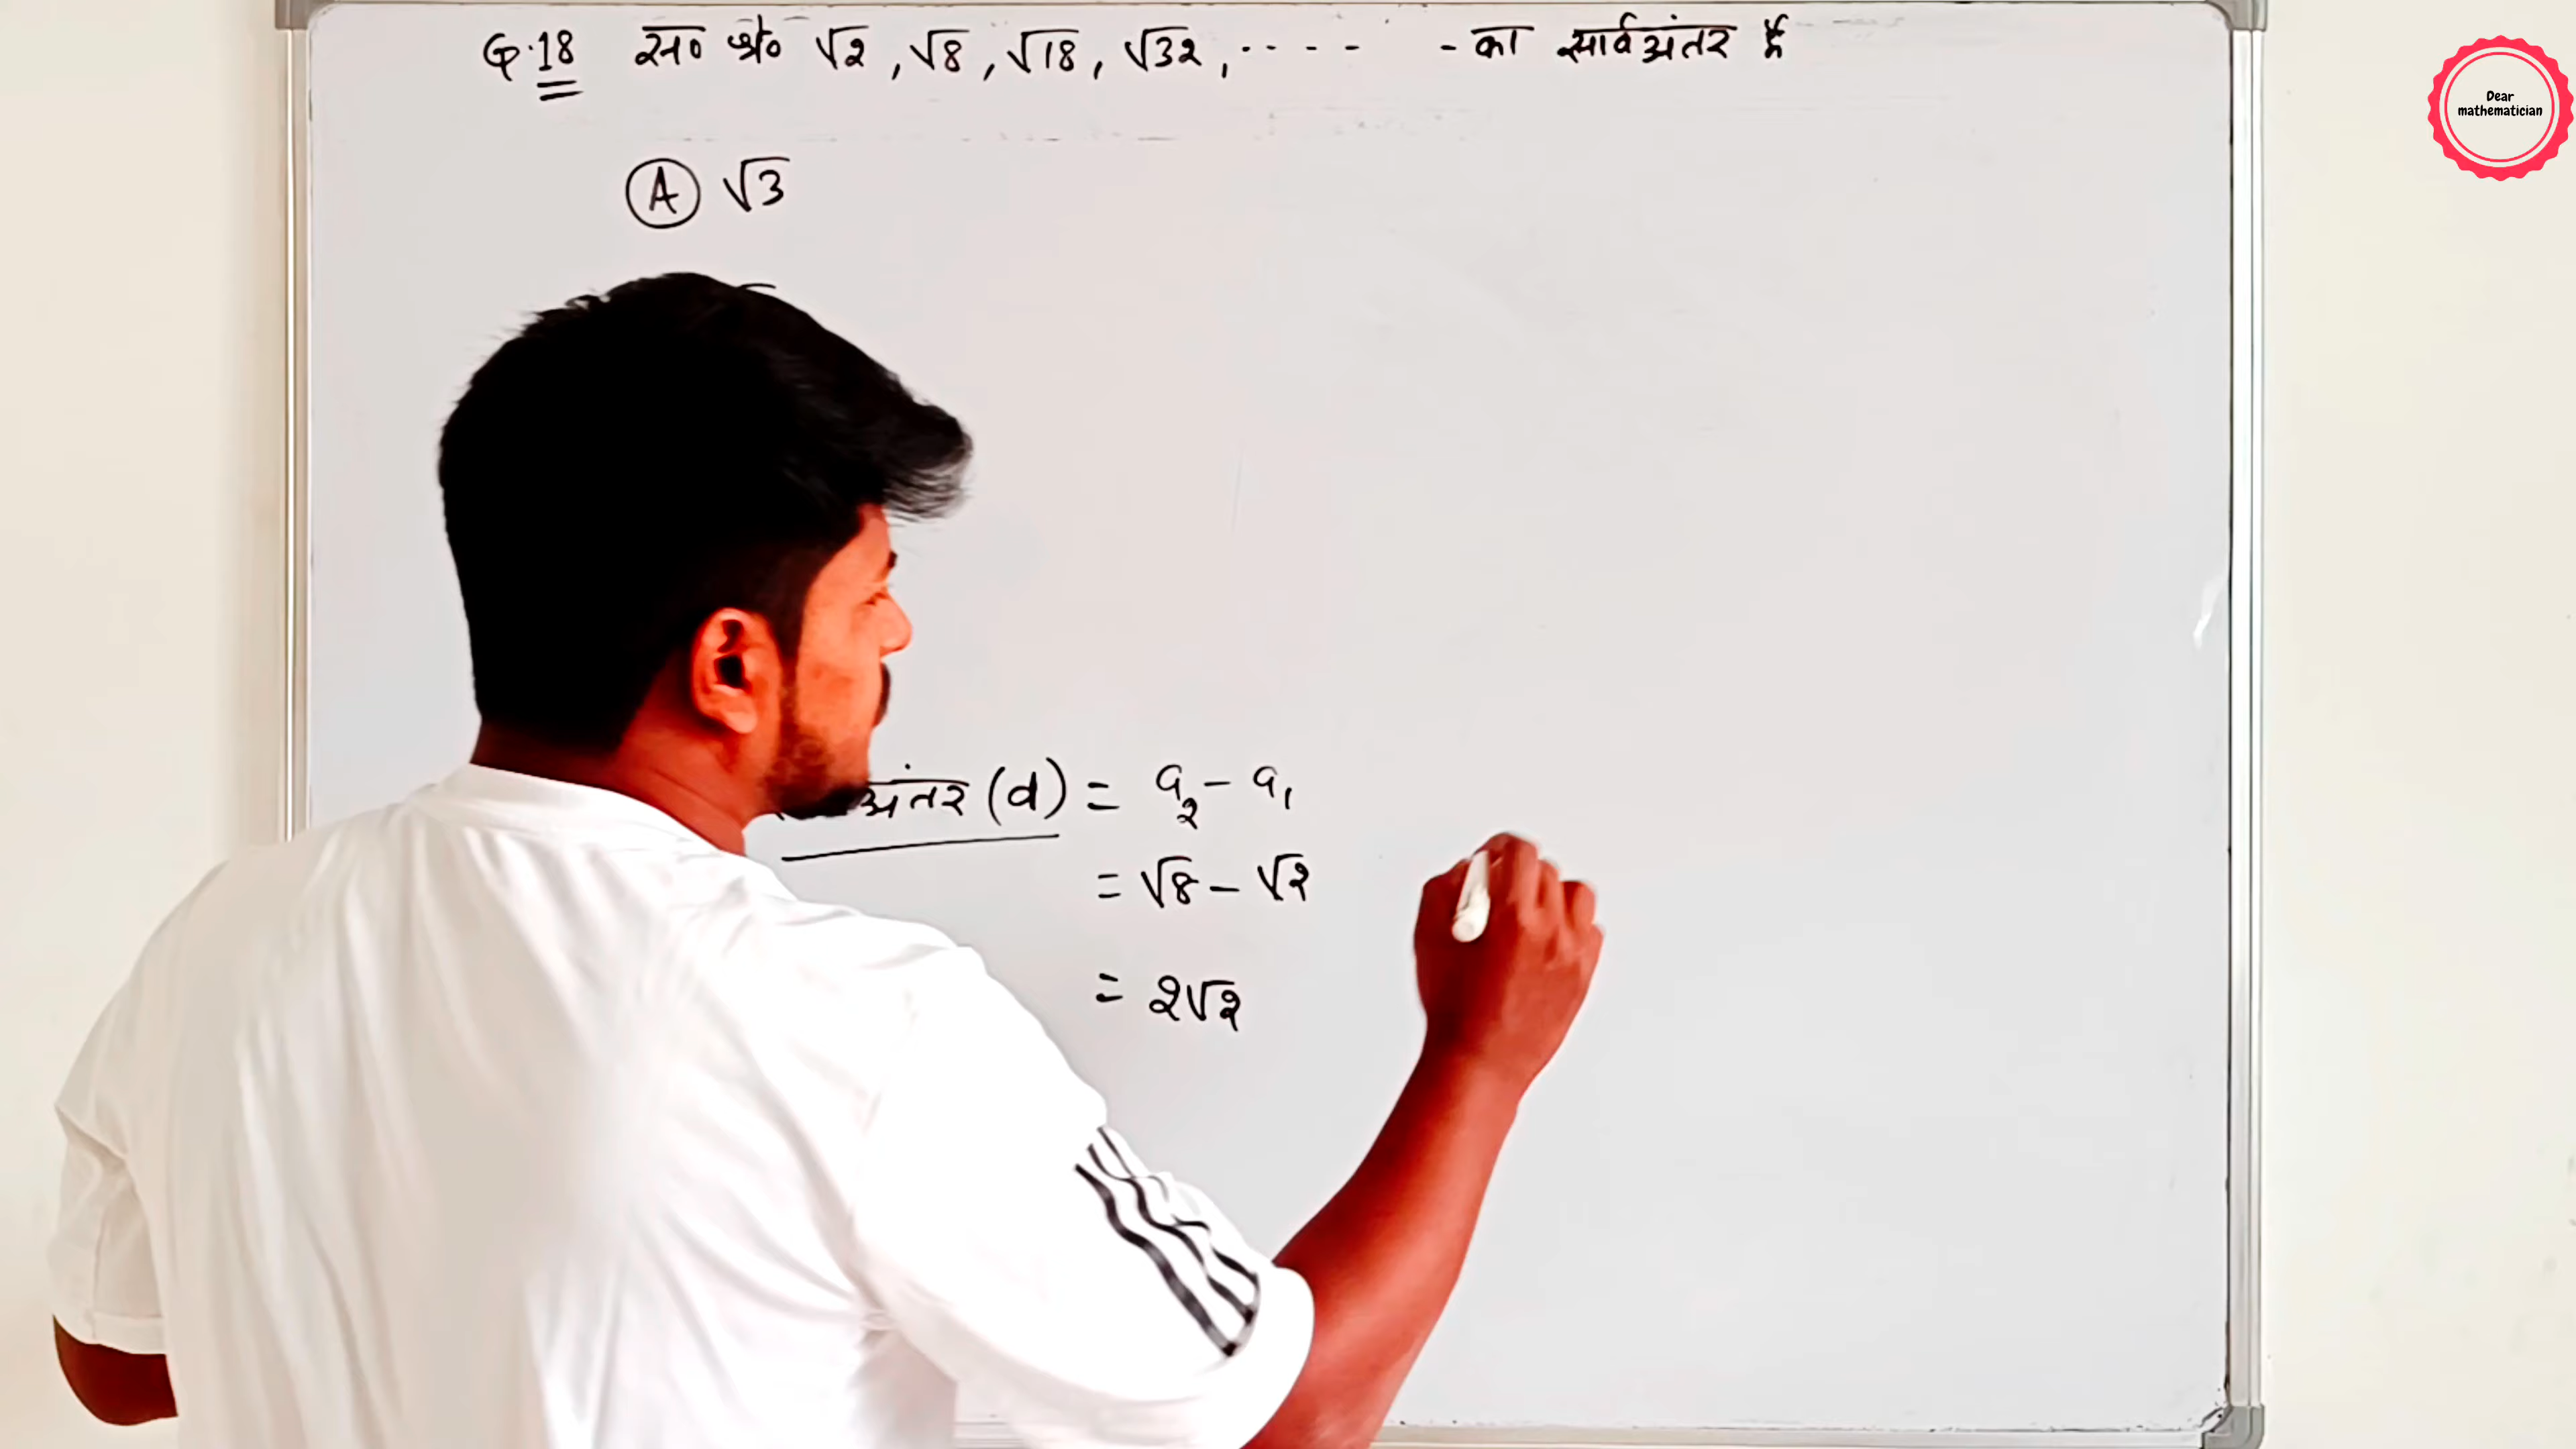 Q.18 स० श्रे० √2, √8, √18, √32, ---- - का सार्वअंतर है
Dear
mathematician
A √3
अंतर (d) = a₂ - a₁
= √8 - √2
= 2√2